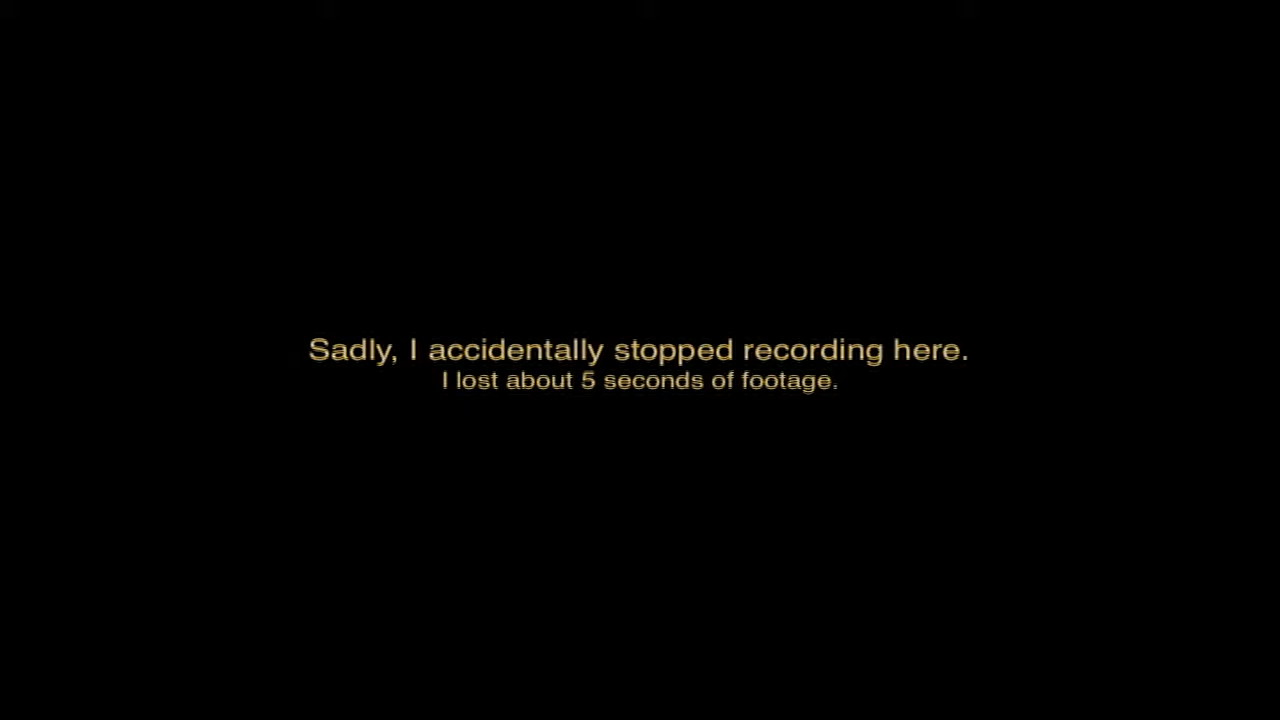 Sadly, I accidentally stopped recording here.
I lost about 5 seconds of footage.